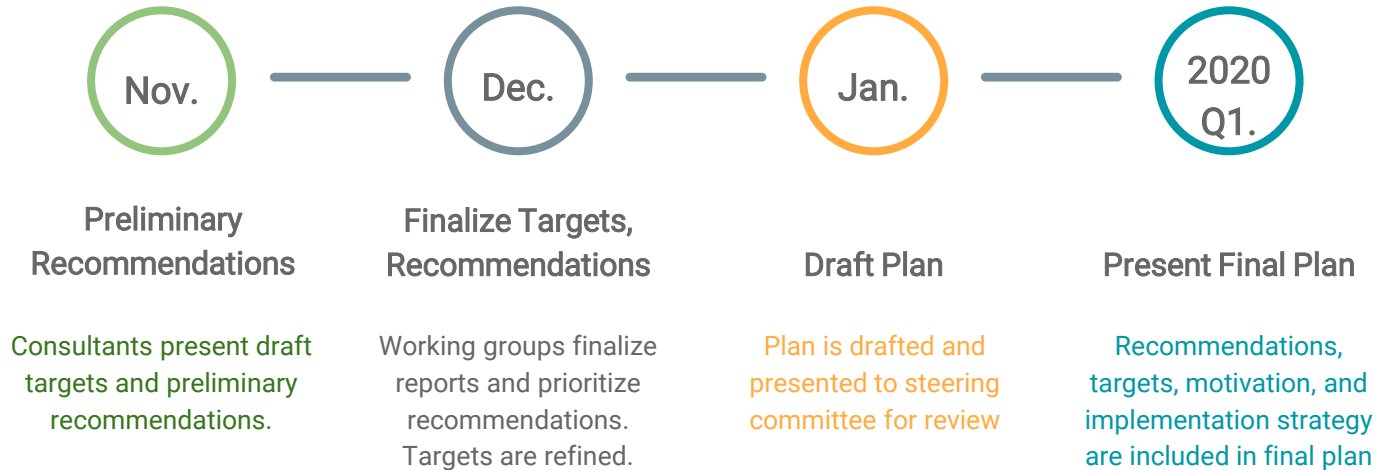 Nov.
Dec.
Jan.
2020
Q1.
Preliminary
Recommendations
Finalize Targets,
Recommendations
Draft Plan
Present Final Plan
Consultants present draft
targets and preliminary
recommendations.
Working groups finalize
reports and prioritize
recommendations.
Targets are refined.
Plan is drafted and
presented to steering
committee for review
Recommendations,
targets, motivation, and
implementation strategy
are included in final plan